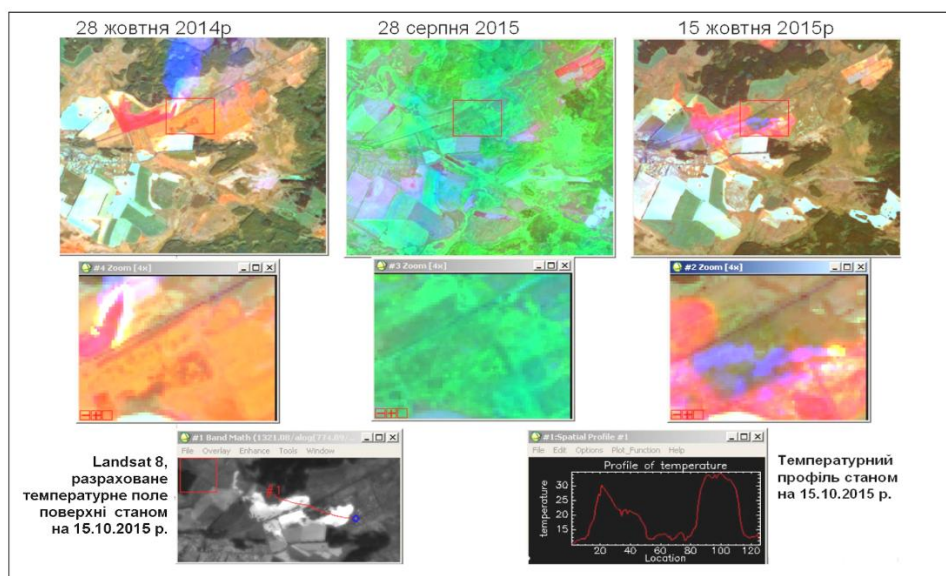 28 жовтня 2014р
28 серпня 2015
15 жовтня 2015р
#4 Zoom [4x]
#3 Zoom [4x]
#2 Zoom [4x]
Landsat 8,
разраховане
температурне поле
поверхні станом
на 15.10.2015 р.
#1 Band Math (1321.08/alog(774.89/
File Overlay Enhance Tools Window
#1
#1:Spatial Profile #1
File Edit Options Plot_Function Help
Profile of temperature
temperature
30
25
20
15
20 40 60 80 100 120
Location
Температурний
профіль станом
на 15.10.2015 р.